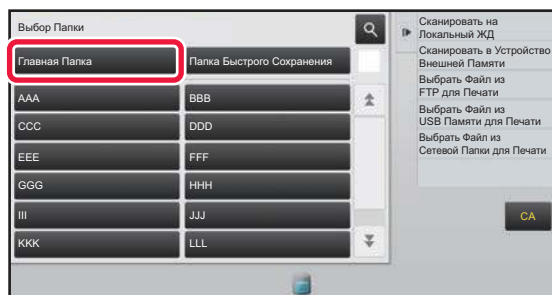 Выбор Папки
Главная Папка
Папка Быстрого Сохранения
AAA
BBB
CCC
DDD
EEE
FFF
GGG
HHH
III
JJJ
KKK
LLL
Сканировать на
Локальный ЖД
Сканировать в Устройство
Внешней Памяти
Выбрать Файл из
FTP для Печати
Выбрать Файл из
USB Памяти для Печати
Выбрать Файл из
Сетевой Папки для Печати
CA